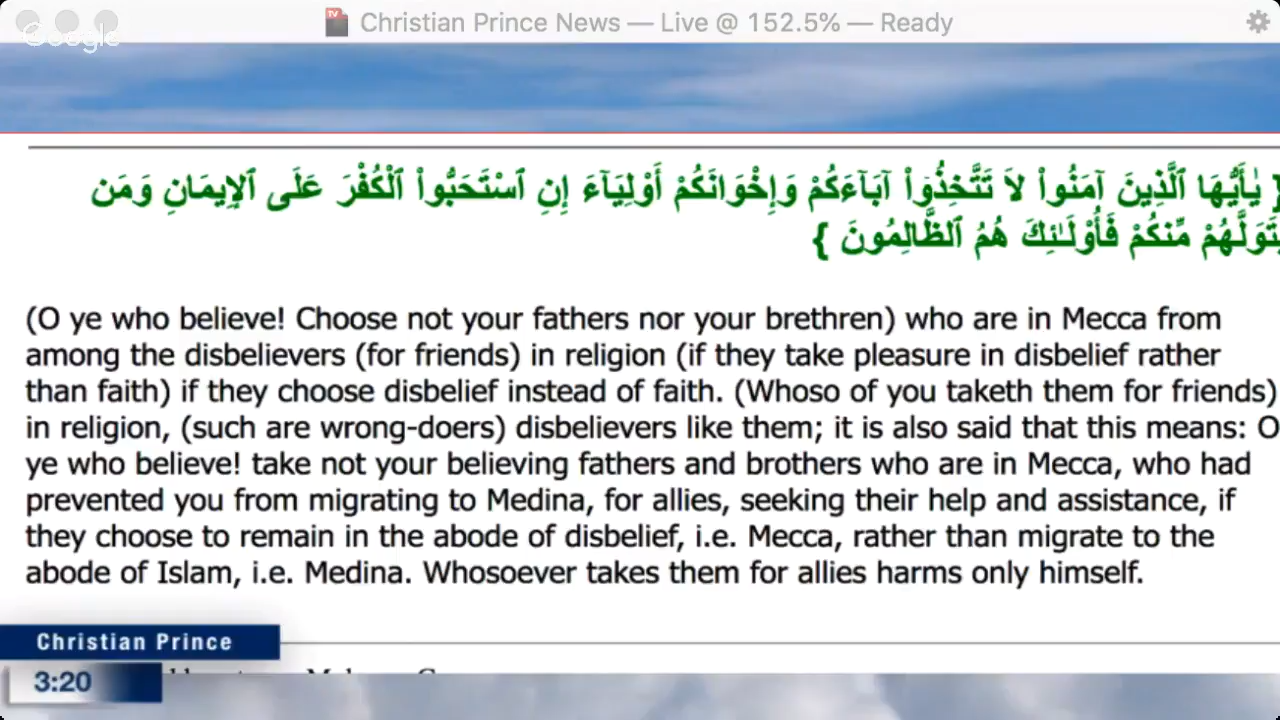 Google
TV
Christian Prince News — Live @ 152.5% — Ready
{ يَٰأَيُّهَا ٱلَّذِينَ آمَنُواْ لاَ تَتَّخِذُوۤاْ آبَآءَكُمْ وَإِخْوَانَكُمْ أَوْلِيَآءَ إِنِ ٱسْتَحَبُّواْ ٱلْكُفْرَ عَلَى ٱلإِيمَانِ وَمَن
يَتَوَلَّهُمْ مِّنكُمْ فَأُوْلَـٰئِكَ هُمُ ٱلظَّالِمُونَ }
(O ye who believe! Choose not your fathers nor your brethren) who are in Mecca from
among the disbelievers (for friends) in religion (if they take pleasure in disbelief rather
than faith) if they choose disbelief instead of faith. (Whoso of you taketh them for friends)
in religion, (such are wrong-doers) disbelievers like them; it is also said that this means: O
ye who believe! take not your believing fathers and brothers who are in Mecca, who had
prevented you from migrating to Medina, for allies, seeking their help and assistance, if
they choose to remain in the abode of disbelief, i.e. Mecca, rather than migrate to the
abode of Islam, i.e. Medina. Whosoever takes them for allies harms only himself.
Christian Prince
3:20